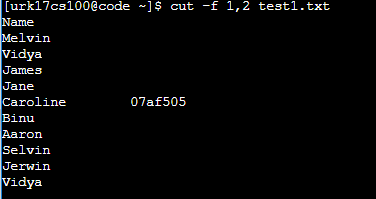 [urk17cs100@code ~]$ cut -f 1,2 test1.txt
Name
Melvin
Vidya
James
Jane
Caroline        07af505
Binu
Aaron
Selvin
Jerwin
Vidya